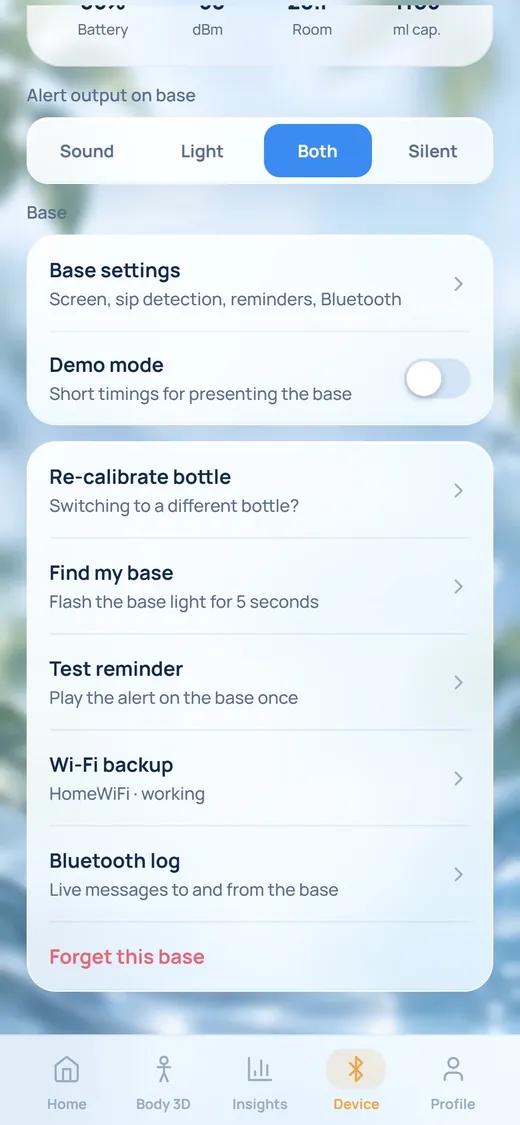 Battery dBm Room ml cap.
Alert output on base
Sound Light Both Silent
Base
Base settings
Screen, sip detection, reminders, Bluetooth
Demo mode
Short timings for presenting the base
Re-calibrate bottle
Switching to a different bottle?
Find my base
Flash the base light for 5 seconds
Test reminder
Play the alert on the base once
Wi-Fi backup
HomeWiFi · working
Bluetooth log
Live messages to and from the base
Forget this base
Home Body 3D Insights Device Profile